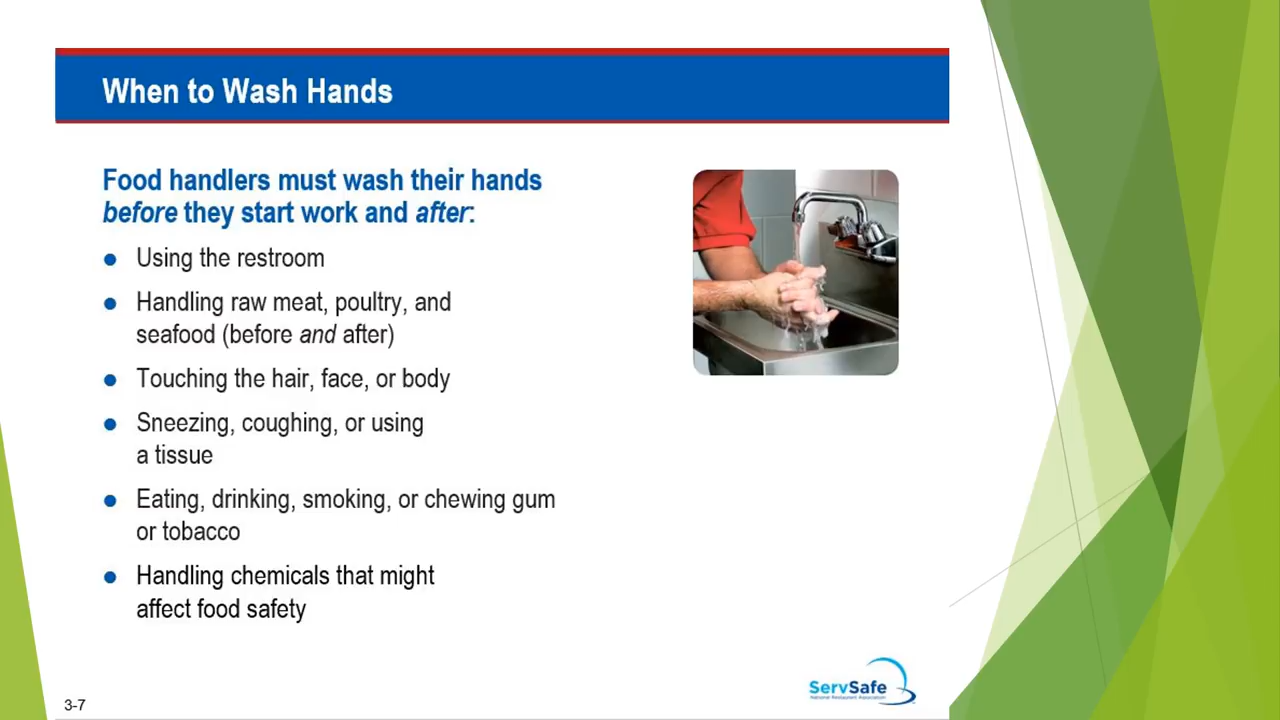 When to Wash Hands
Food handlers must wash their hands
before they start work and after:
Using the restroom
Handling raw meat, poultry, and
seafood (before and after)
Touching the hair, face, or body
Sneezing, coughing, or using
a tissue
Eating, drinking, smoking, or chewing gum
or tobacco
Handling chemicals that might
affect food safety
ServSafe
National Restaurant Association
3-7